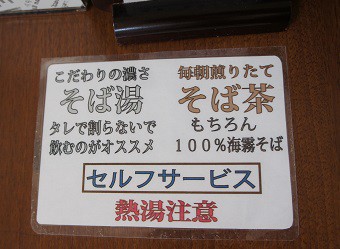 こだわりの濃さ
そば湯
タレで割らないで
飲むのがオススメ
毎朝煎りたて
そば茶
もちろん
100%海霧そば
セルフサービス
熱湯注意